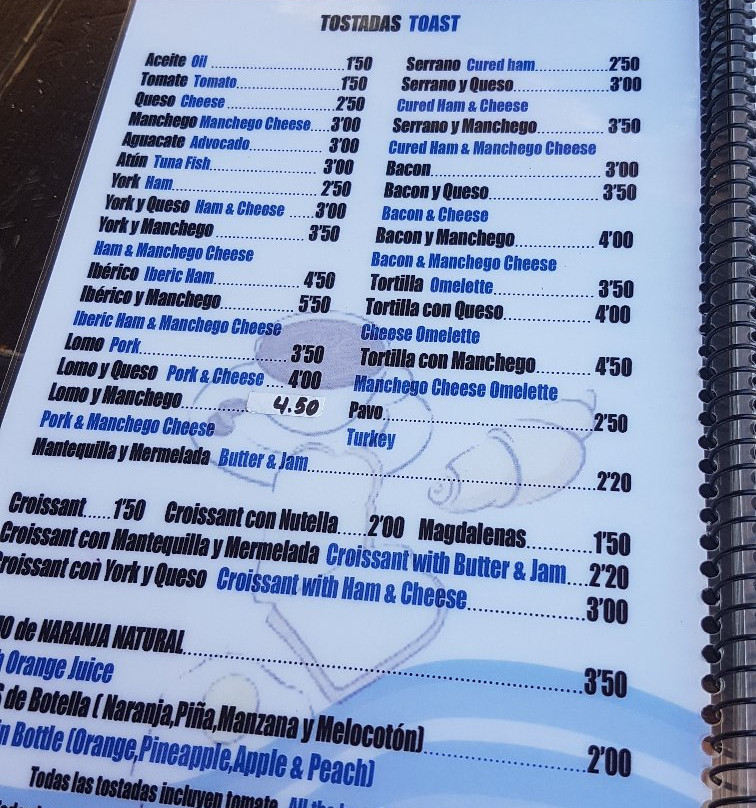 TOSTADAS TOAST
Aceite Oil ........ 1'50
Tomate Tomato ........ 1'50
Queso Cheese ........ 2'50
Manchego Manchego Cheese .... 3'00
Aguacate Advocado ........ 3'00
Atún Tuna Fish ........ 3'00
York Ham ........ 2'50
York y Queso Ham & Cheese ...... 3'00
York y Manchego ........ 3'50
Ham & Manchego Cheese
Ibérico Iberic Ham ........ 4'50
Ibérico y Manchego ........ 5'50
Iberic Ham & Manchego Cheese
Lomo Pork ........ 3'50
Lomo y Queso Pork & Cheese .... 4'00
Lomo y Manchego ........ 4.50
Pork & Manchego Cheese
Serrano Cured ham ........ 2'50
Serrano y Queso ........ 3'00
Cured Ham & Cheese
Serrano y Manchego ........ 3'50
Cured Ham & Manchego Cheese
Bacon ........ 3'00
Bacon y Queso ........ 3'50
Bacon & Cheese
Bacon y Manchego ........ 4'00
Bacon & Manchego Cheese
Tortilla Omelette ........ 3'50
Tortilla con Queso ........ 4'00
Cheese Omelette
Tortilla con Manchego ........ 4'50
Manchego Cheese Omelette
Pavo ........ 2'50
Turkey
Mantequilla y Mermelada Butter & Jam ........ 2'20
Croissant ..... 1'50 Croissant con Nutella .... 2'00 Magdalenas ........ 1'50
Croissant con Mantequilla y Mermelada Croissant with Butter & Jam ... 2'20
Croissant con York y Queso Croissant with Ham & Cheese ........ 3'00
de NARANJA NATURAL ........ 3'50
Orange Juice
de Botella ( Naranja,Piña,Manzana y Melocotón) ........ 2'00
in Bottle (Orange,Pineapple,Apple & Peach)
Todas las tostadas incluyen tomate